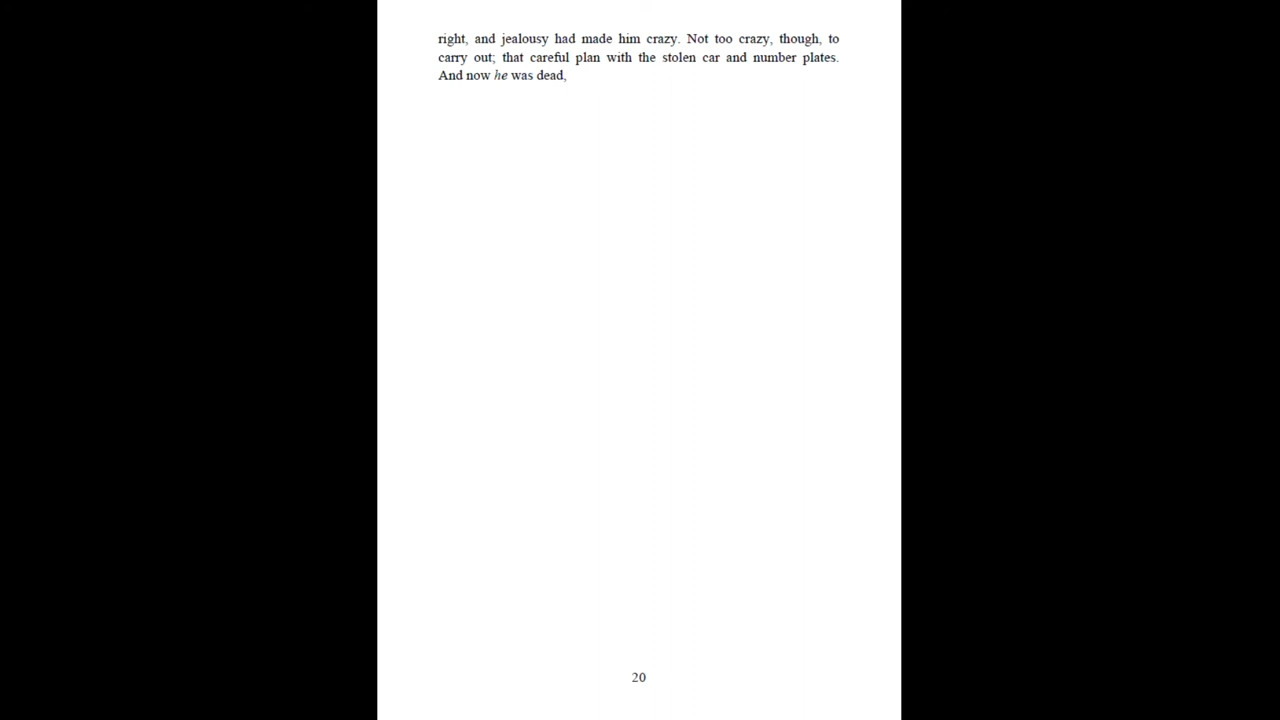 right, and jealousy had made him crazy. Not too crazy, though, to
carry out; that careful plan with the stolen car and number plates.
And now he was dead,
20